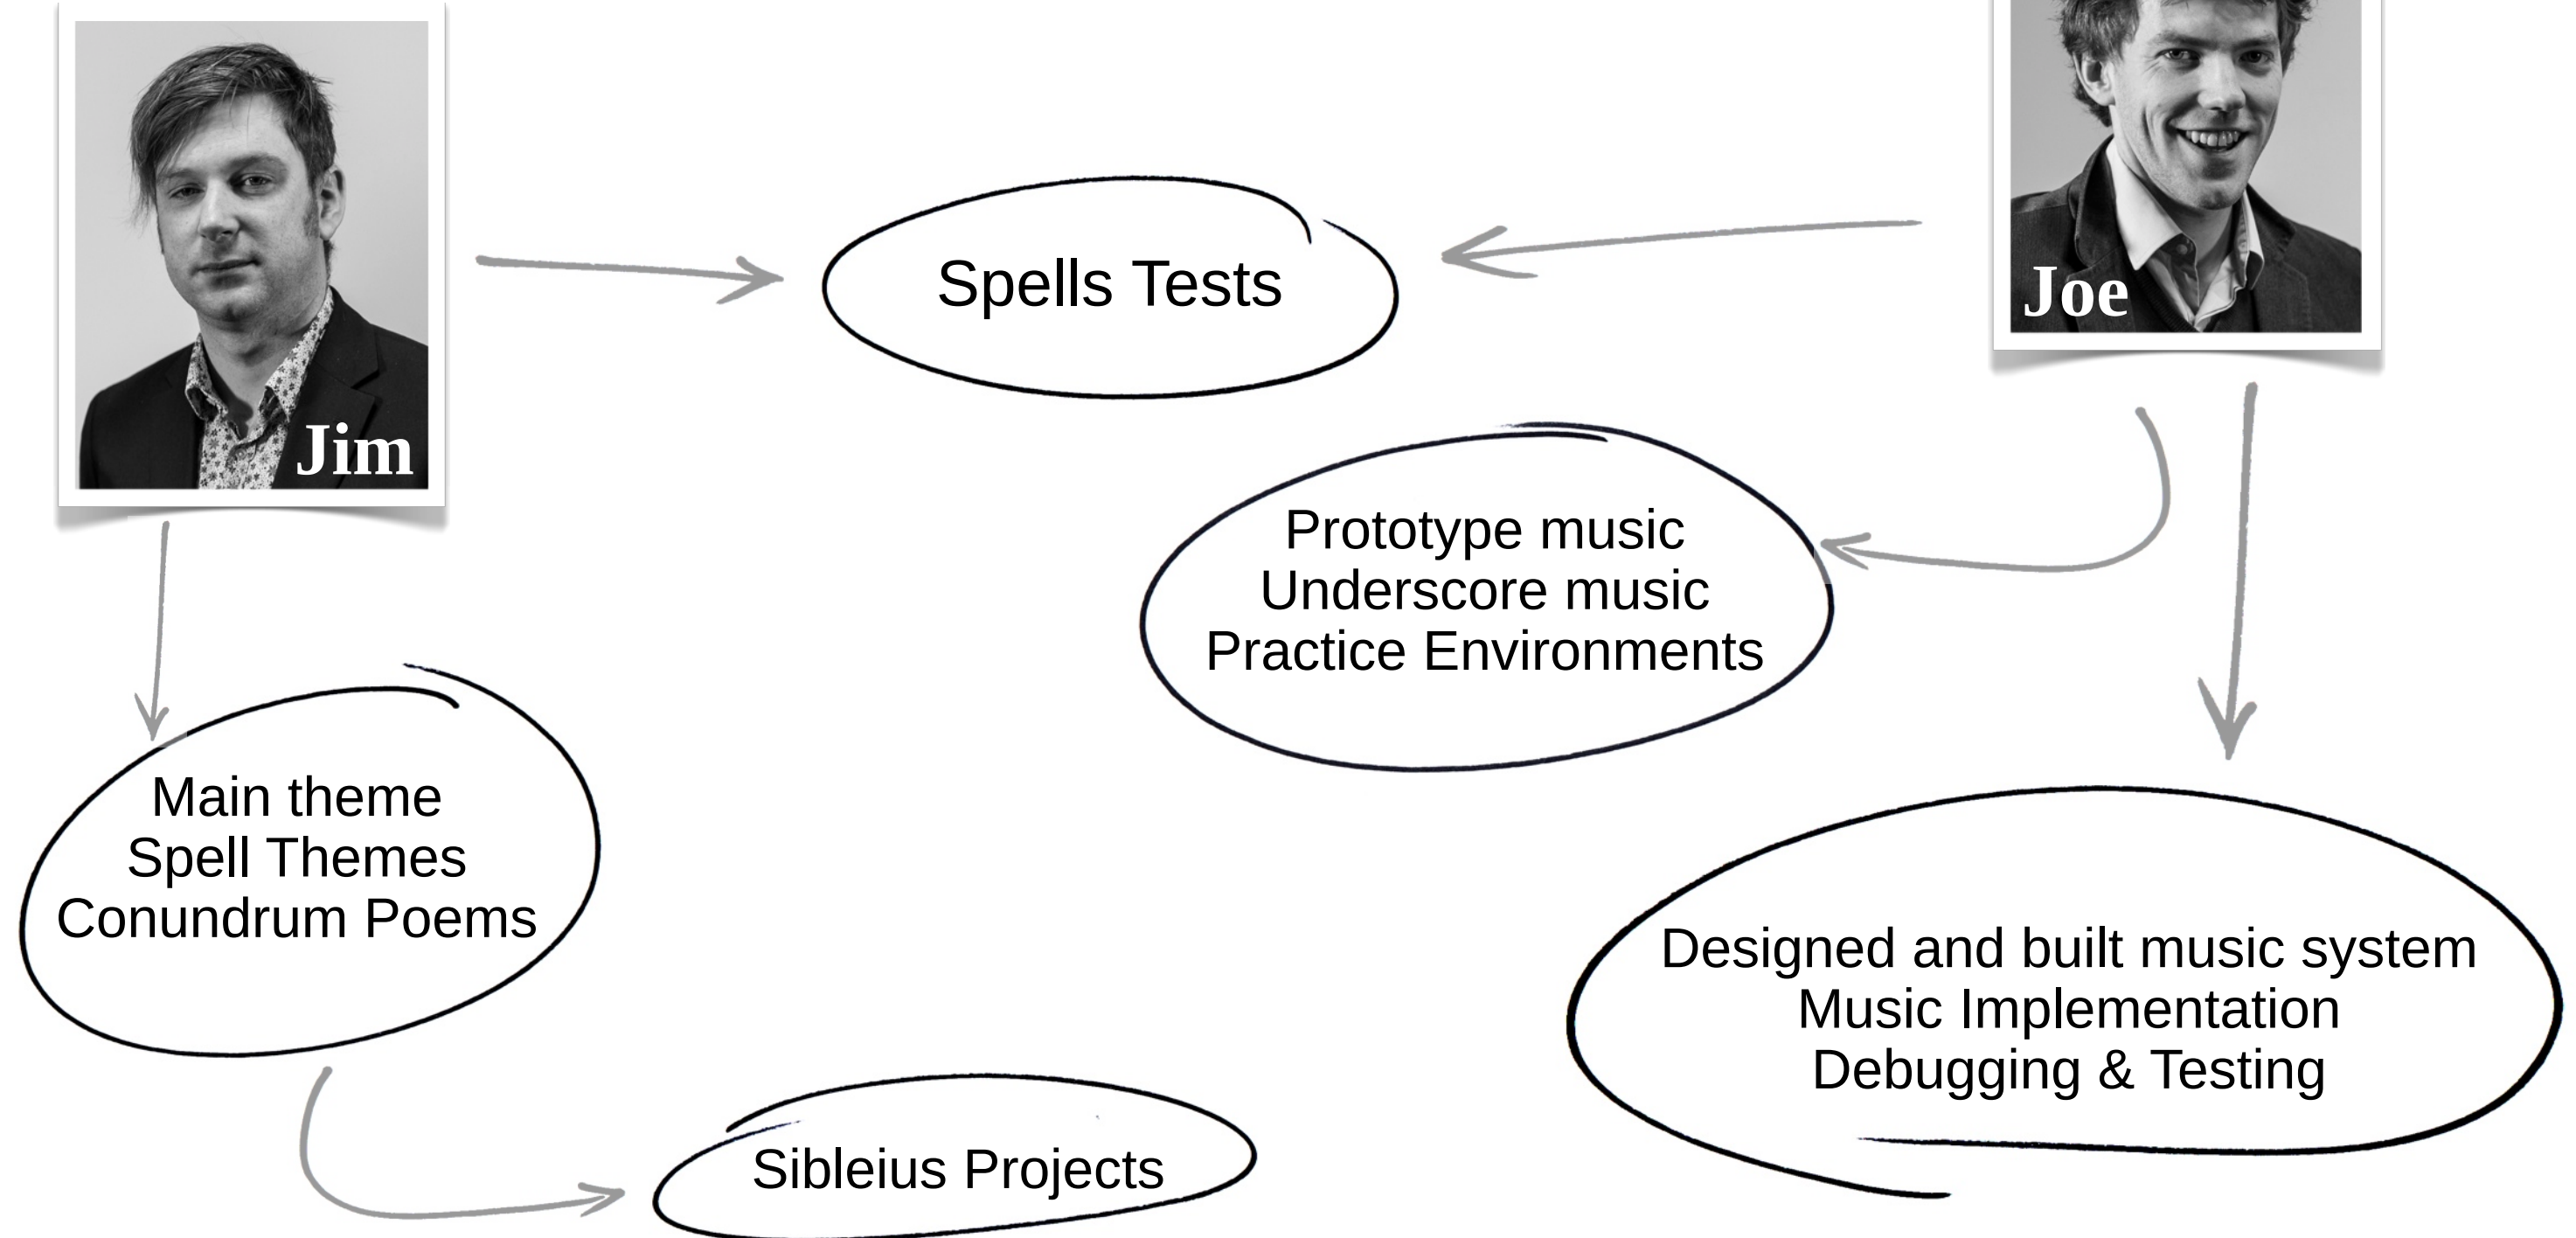 Jim
Joe
Spells Tests
Prototype music
Underscore music
Practice Environments
Main theme
Spell Themes
Conundrum Poems
Designed and built music system
Music Implementation
Debugging & Testing
Sibleius Projects